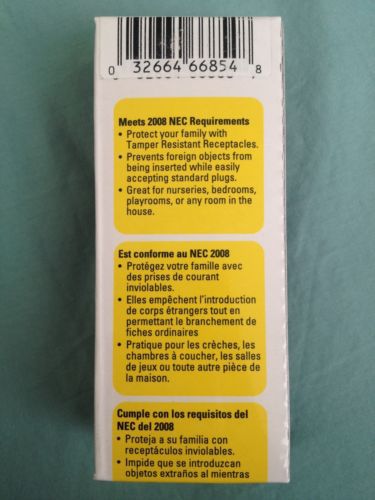 0 32664 66854 8
Meets 2008 NEC Requirements
• Protect your family with
Tamper Resistant Receptacles.
• Prevents foreign objects from
being inserted while easily
accepting standard plugs.
• Great for nurseries, bedrooms,
playrooms, or any room in the
house.
Est conforme au NEC 2008
• Protégez votre famille avec
des prises de courant
inviolables.
• Elles empêchent l'introduction
de corps étrangers tout en
permettant le branchement de
fiches ordinaires
• Pratique pour les crèches, les
chambres à coucher, les salles
de jeux ou toute autre pièce de
la maison.
Cumple con los requisitos del
NEC del 2008
• Proteja a su familia con
receptáculos inviolables.
• Impide que se introduzcan
objetos extraños al mientras